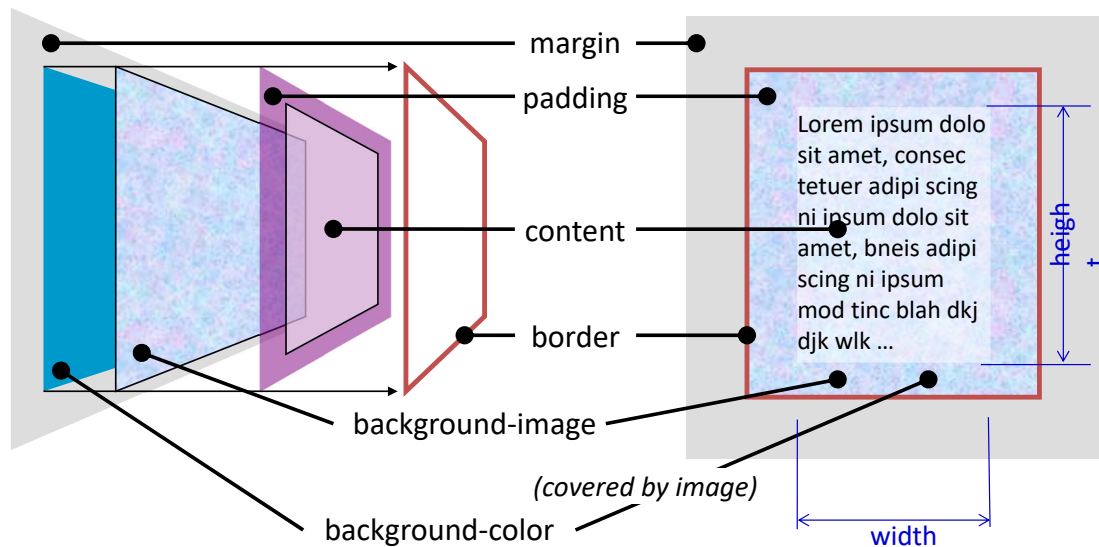 margin
padding
content
border
background-image
(covered by image)
background-color
Lorem ipsum dolo
sit amet, consec
tetuer adipi scing
ni ipsum dolo sit
amet, bneis adipi
scing ni ipsum
mod tinc blah dkj
djk wlk ...
heigh
t
width